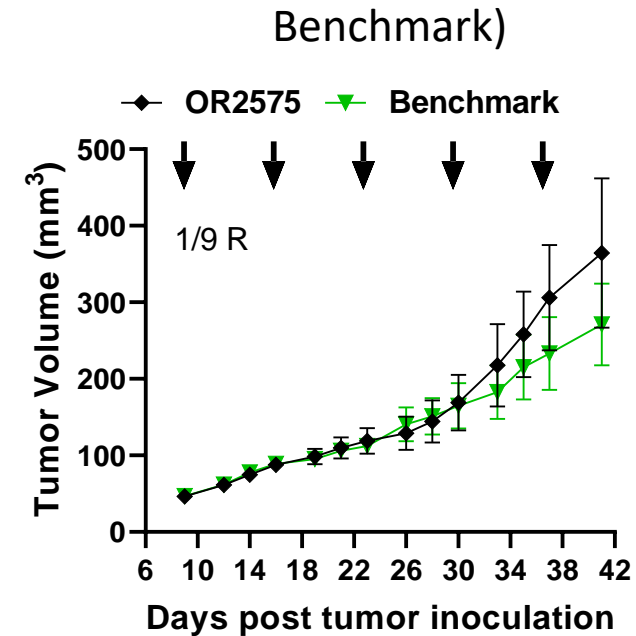 Benchmark)
OR2575 Benchmark
Tumor Volume (mm³)
500
400
300
200
100
0
1/9 R
6 10 14 18 22 26 30 34 38 42
Days post tumor inoculation